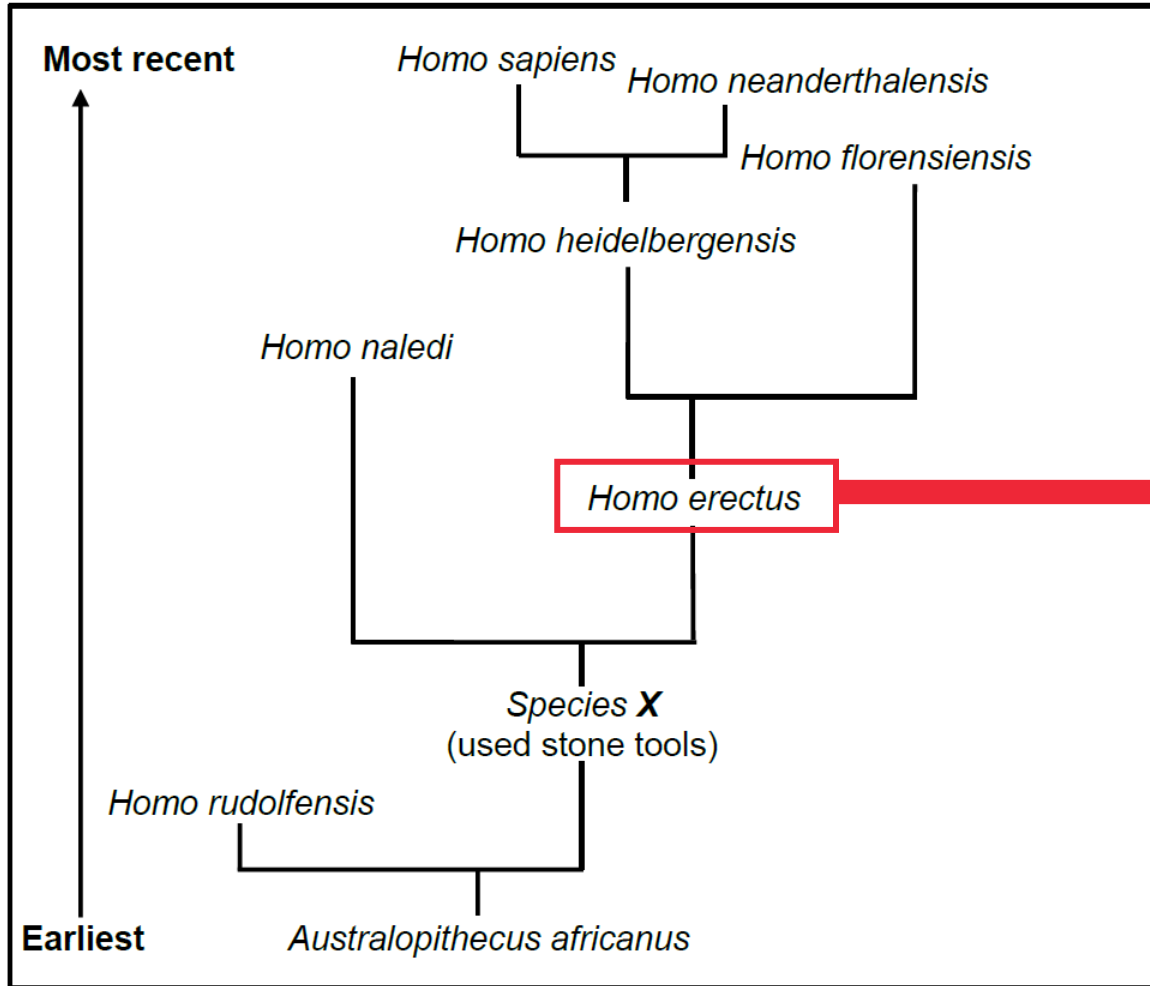 Most recent
Homo sapiens
Homo neanderthalensis
Homo florensiensis
Homo heidelbergensis
Homo naledi
Homo erectus
Species X
(used stone tools)
Homo rudolfensis
Earliest
Australopithecus africanus